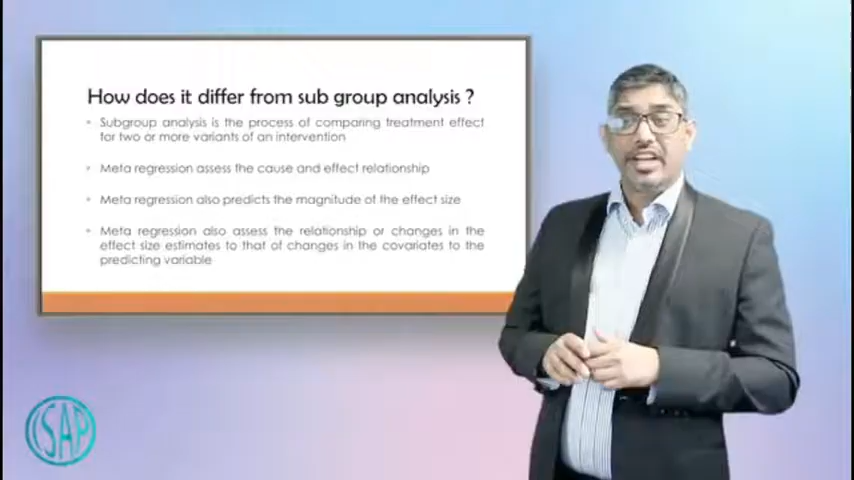 How does it differ from sub group analysis ?
Subgroup analysis is the process of comparing treatment effect
for two or more variants of an intervention
Meta regression assess the cause and effect relationship
Meta regression also predicts the magnitude of the effect size
Meta regression also assess the relationship or changes in the
effect size estimates to that of changes in the covariates to the
predicting variable
CSAP